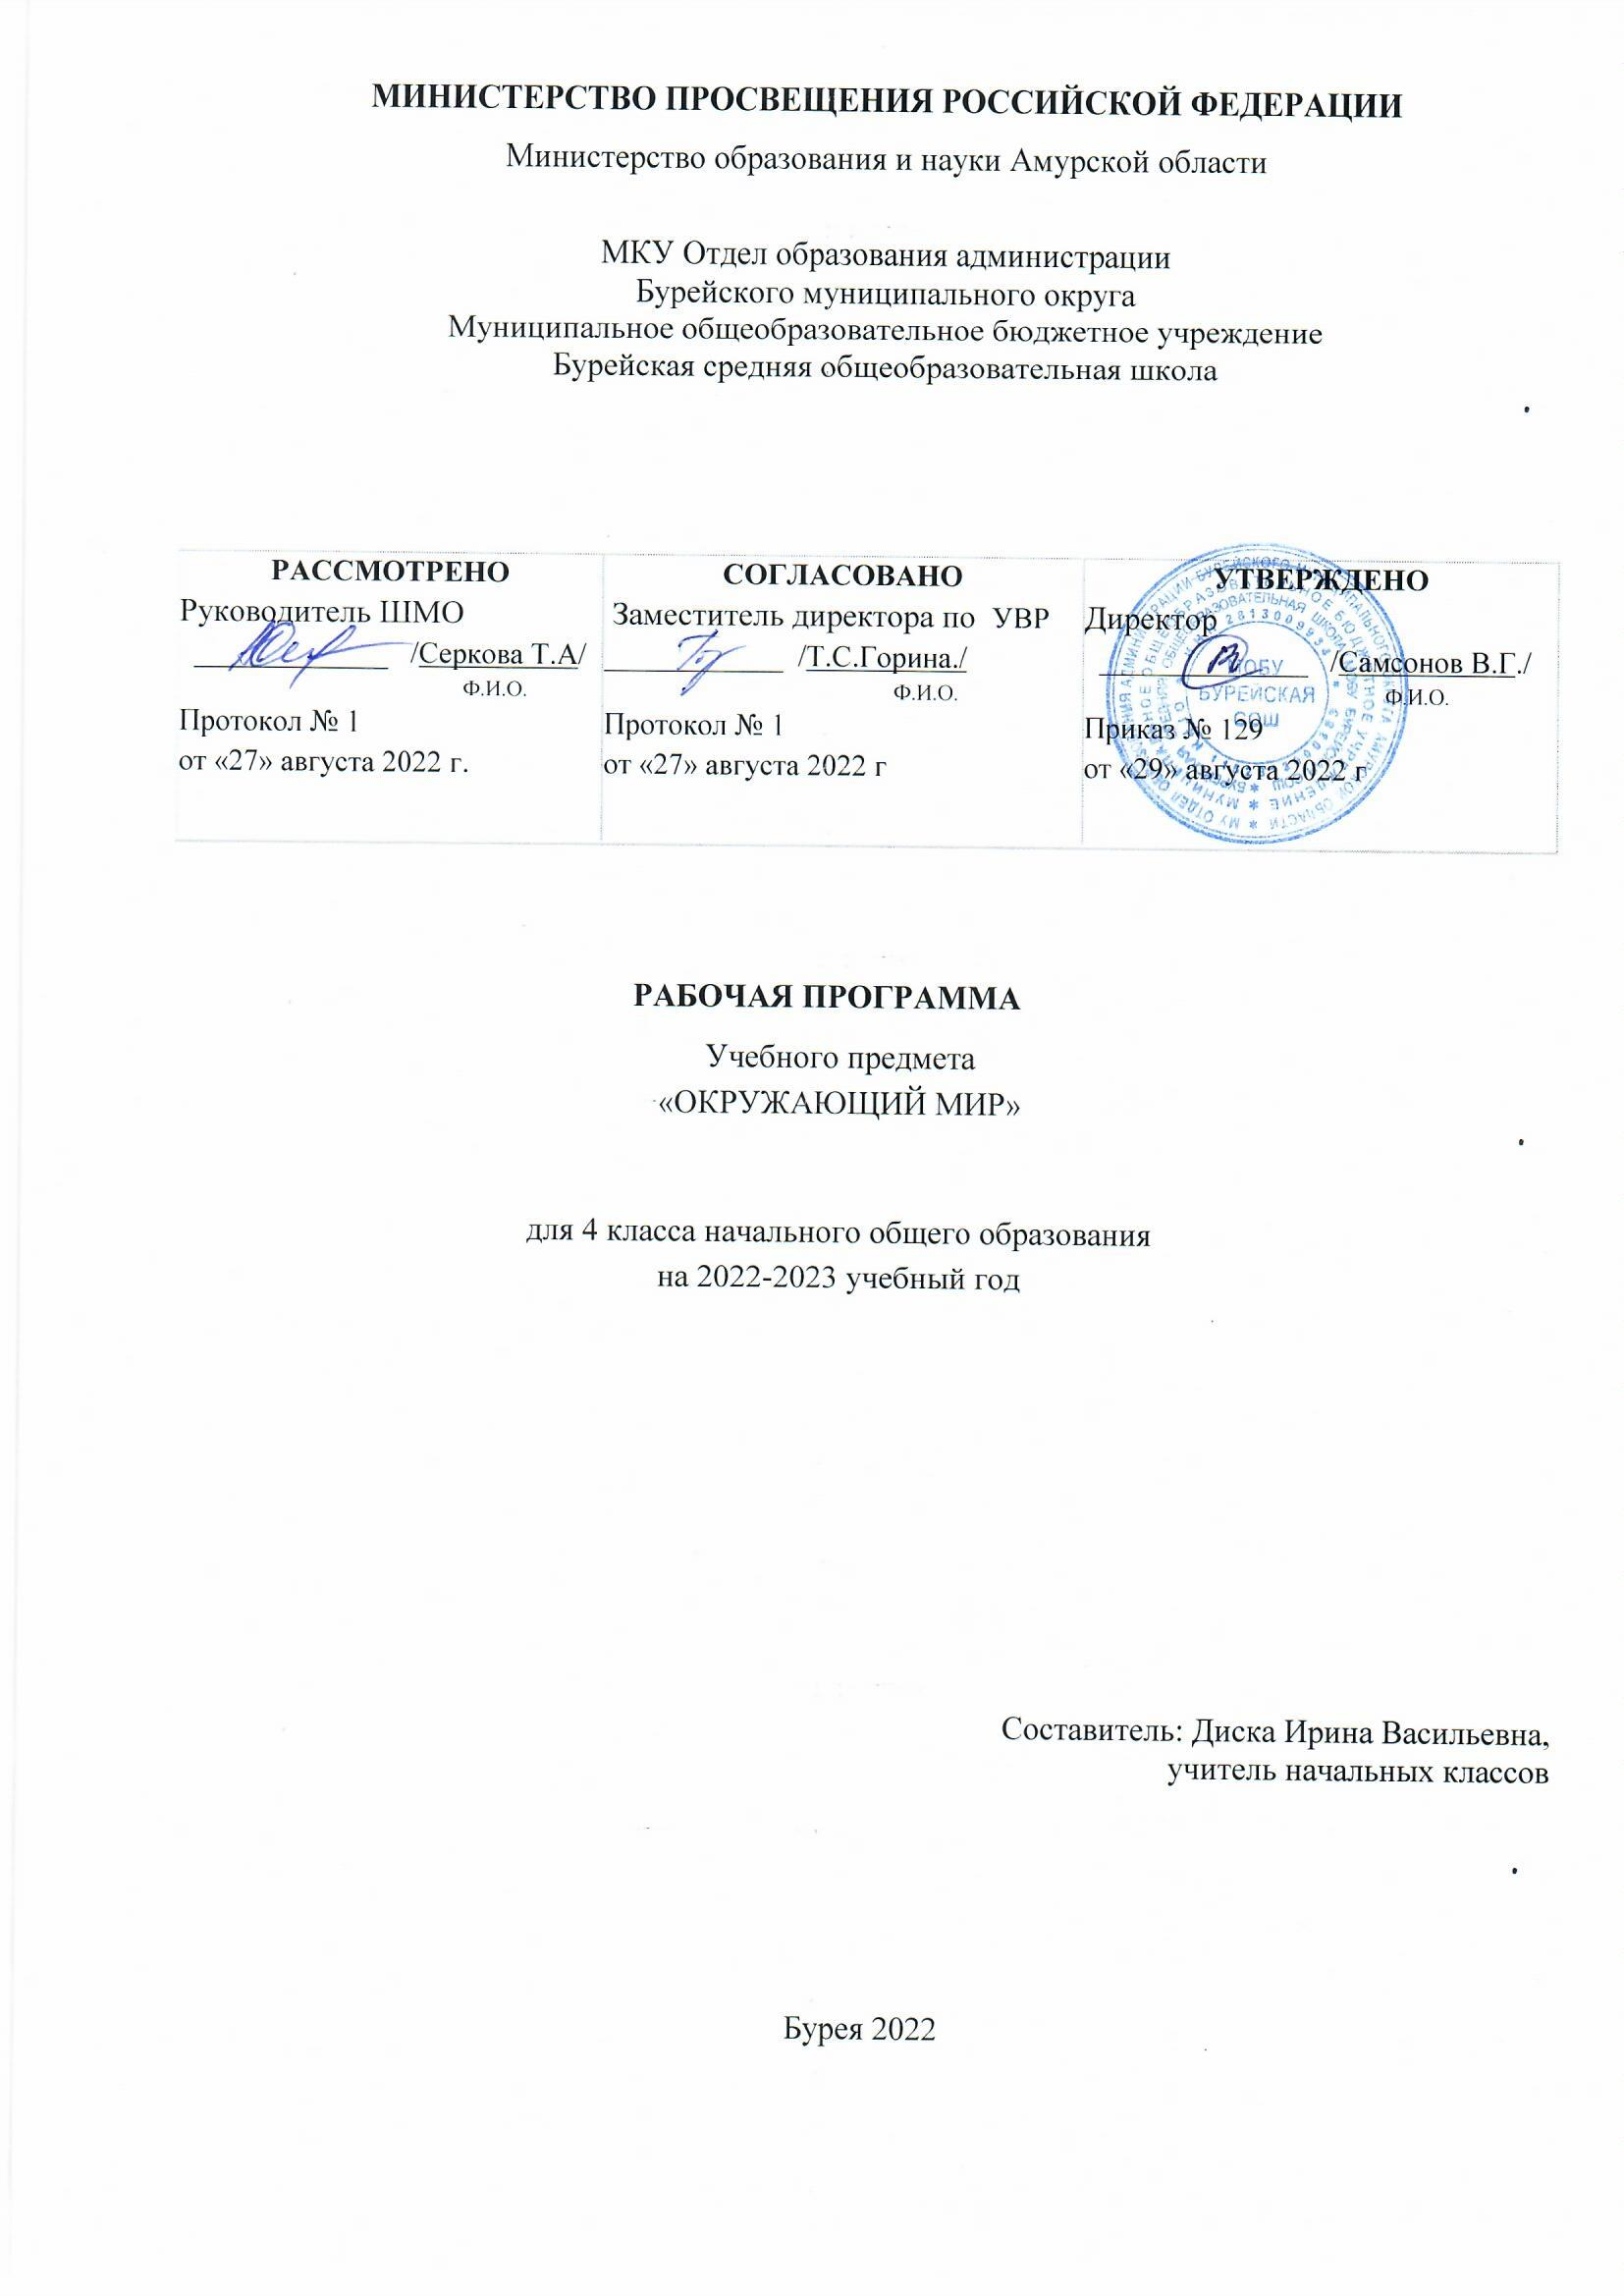 МИНИСТЕРСТВО ПРОСВЕЩЕНИЯ РОССИЙСКОЙ ФЕДЕРАЦИИ
Министерство образования и науки Амурской области
МКУ Отдел образования администрации
Бурейского муниципального округа
Муниципальное общеобразовательное бюджетное учреждение
Бурейская средняя общеобразовательная школа
РАССМОТРЕНО
Руководитель ШМО
/Серкова Т.А/
Ф.И.О.
Протокол № 1
от «27» августа 2022 г.
СОГЛАСОВАНО
Заместитель директора по УВР
/Т.С.Горина./
Ф.И.О.
Протокол № 1
от «27» августа 2022 г
УТВЕРЖДЕНО
Директор
/Самсонов В.Г./
Ф.И.О.
Приказ № 129
от «29» августа 2022 г
БУРЕЙСКАЯ
СОШ
РАБОЧАЯ ПРОГРАММА
Учебного предмета
«ОКРУЖАЮЩИЙ МИР»
для 4 класса начального общего образования
на 2022-2023 учебный год
Составитель: Диска Ирина Васильевна,
учитель начальных классов
Бурея 2022